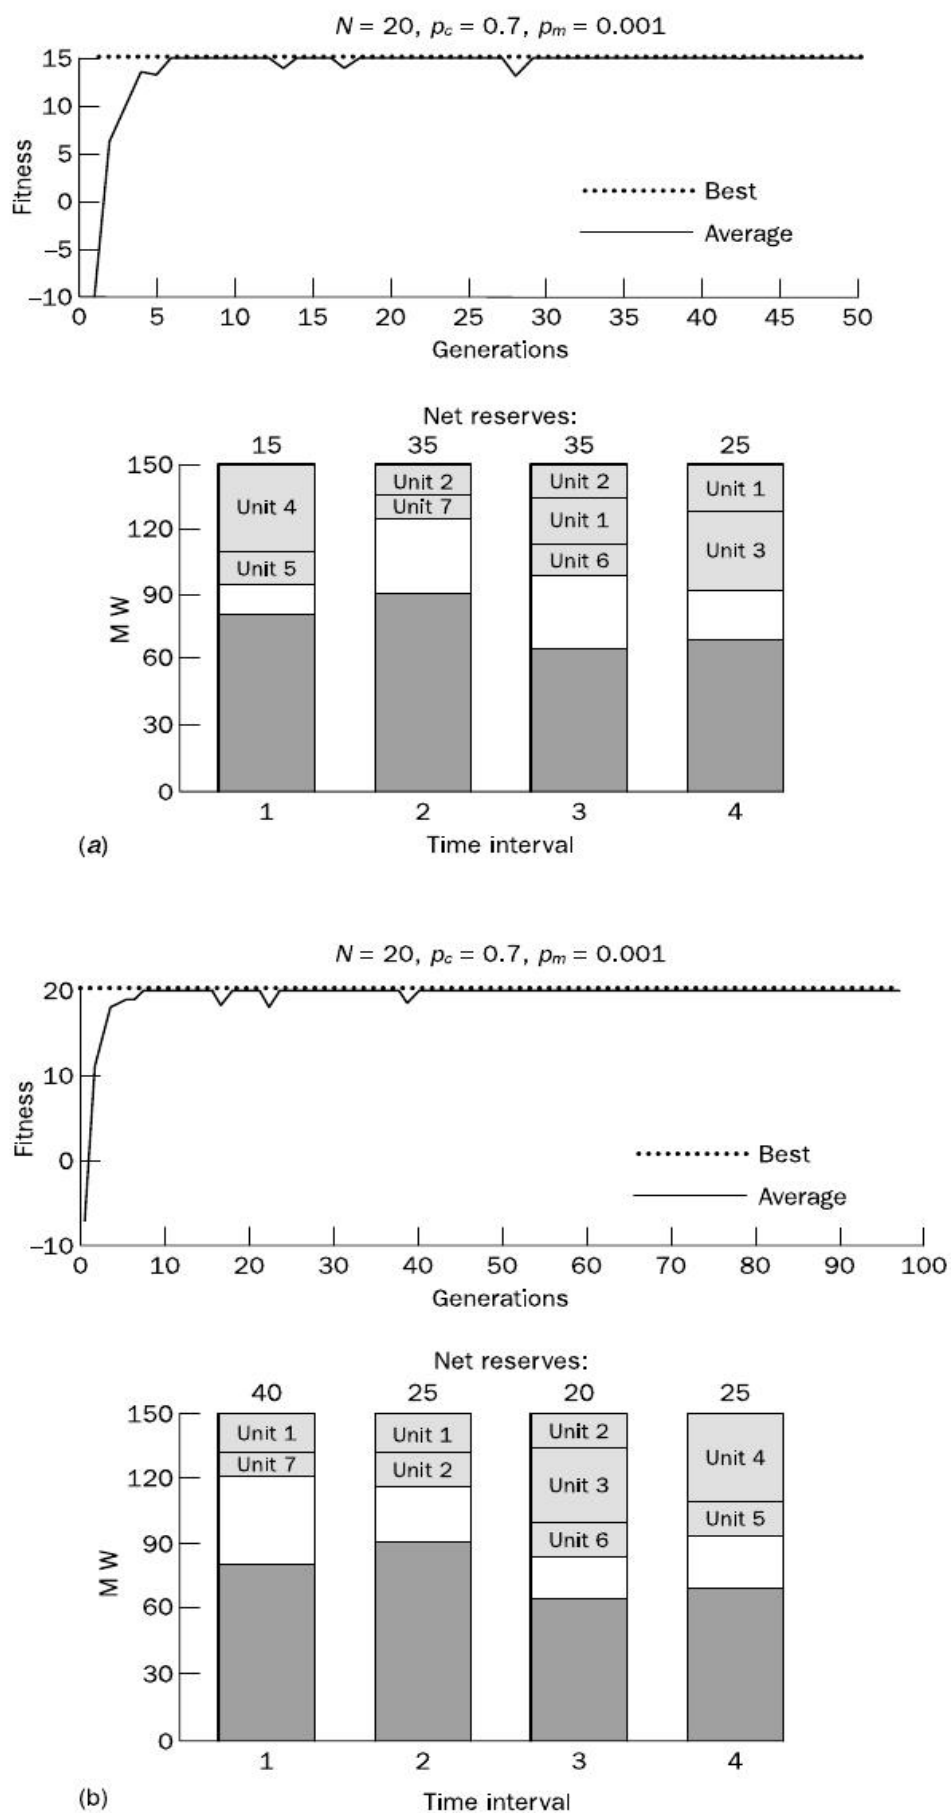 N = 20, pc = 0.7, pm = 0.001
15
10
5
0
–5
–10
Fitness
Best
Average
0 5 10 15 20 25 30 35 40 45 50
Generations
Net reserves:
15 35 35 25
150
120
90
60
30
0
M W
Unit 4
Unit 5
Unit 2
Unit 7
Unit 2
Unit 1
Unit 6
Unit 1
Unit 3
1 2 3 4
(a) Time interval
N = 20, pc = 0.7, pm = 0.001
20
10
0
–10
Fitness
Best
Average
0 10 20 30 40 50 60 70 80 90 100
Generations
Net reserves:
40 25 20 25
150
120
90
60
30
0
M W
Unit 1
Unit 7
Unit 1
Unit 2
Unit 2
Unit 3
Unit 6
Unit 4
Unit 5
1 2 3 4
(b) Time interval